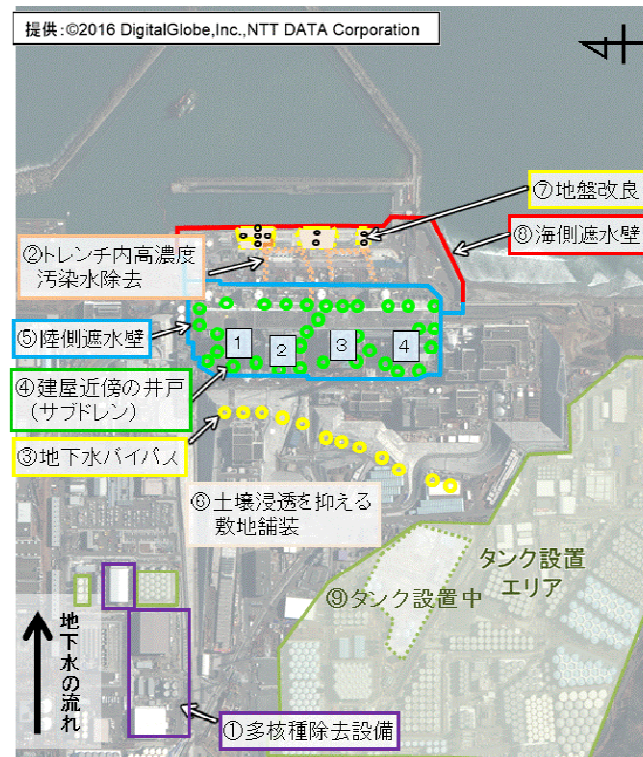 提供:©2016 DigitalGlobe,Inc.,NTT DATA Corporation
⑦地盤改良
⑧海側遮水壁
②トレンチ内高濃度
汚染水除去
⑤陸側遮水壁
1
2
3
4
④建屋近傍の井戸
(サブドレン)
③地下水バイパス
⑥土壌浸透を抑える
敷地舗装
タンク設置
エリア
⑨タンク設置中
地下水の流れ
①多核種除去設備